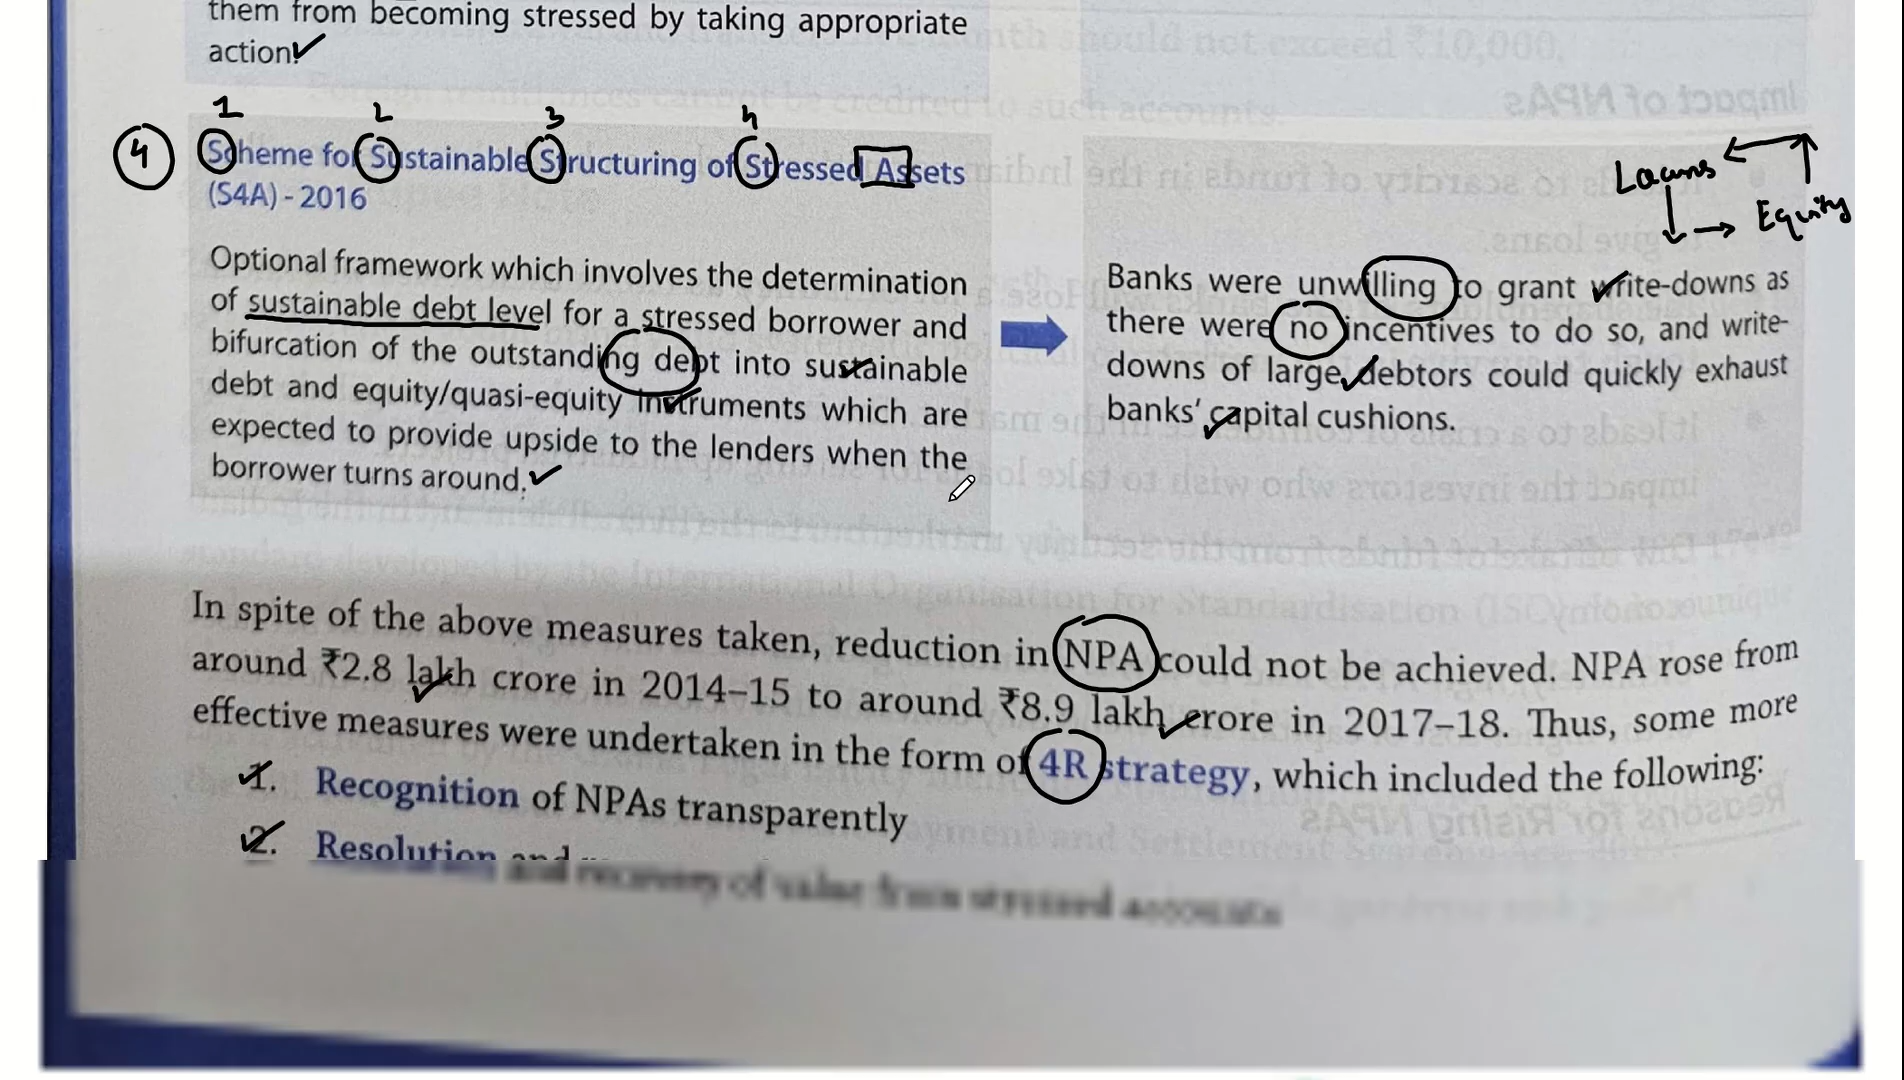 them from becoming stressed by taking appropriate
action.
1 2 3 4
4
Scheme for Sustainable Structuring of Stressed Assets
(S4A) - 2016
Loans
Equity
Optional framework which involves the determination
of sustainable debt level for a stressed borrower and
bifurcation of the outstanding debt into sustainable
debt and equity/quasi-equity instruments which are
expected to provide upside to the lenders when the
borrower turns around.
Banks were unwilling to grant write-downs as
there were no incentives to do so, and write-
downs of large debtors could quickly exhaust
banks' capital cushions.
In spite of the above measures taken, reduction in NPA could not be achieved. NPA rose from
around ₹2.8 lakh crore in 2014–15 to around ₹8.9 lakh crore in 2017–18. Thus, some more
effective measures were undertaken in the form of 4R strategy, which included the following:
1. Recognition of NPAs transparently
2. Resolution and recovery of value from stressed accounts